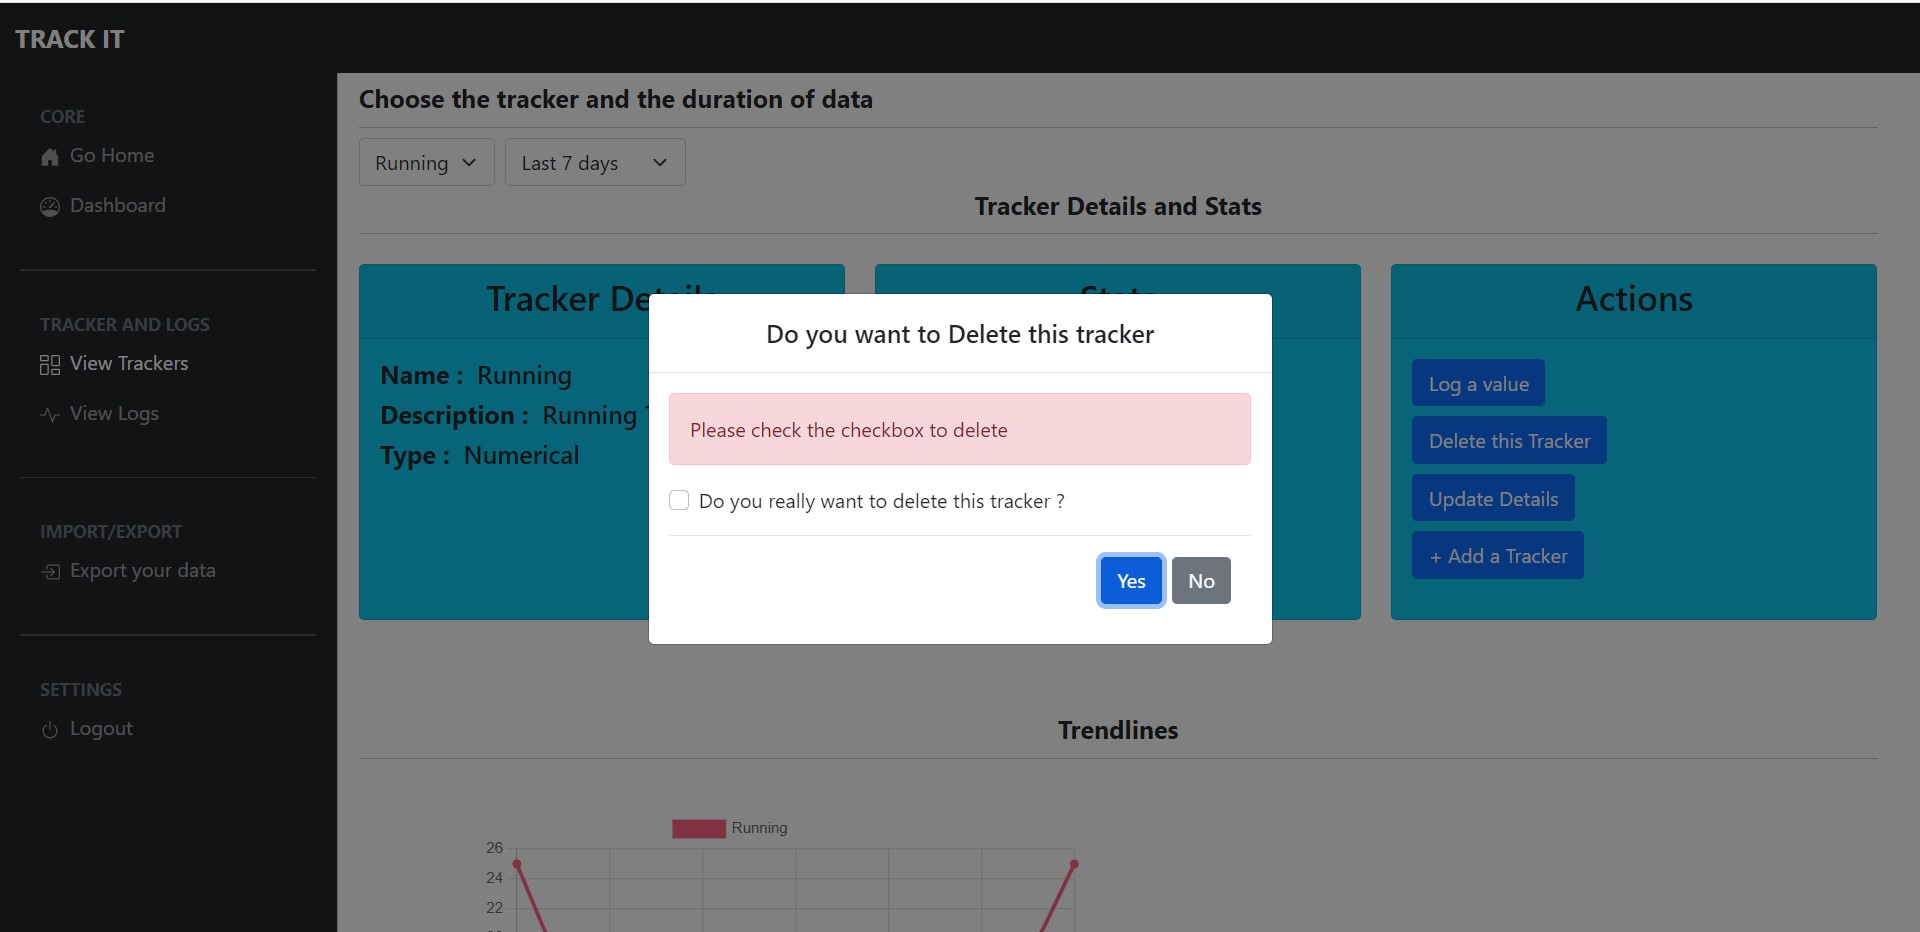 TRACK IT
CORE
Go Home
Dashboard
TRACKER AND LOGS
View Trackers
View Logs
IMPORT/EXPORT
Export your data
SETTINGS
Logout
Choose the tracker and the duration of data
Running Last 7 days
Tracker Details and Stats
Tracker
Name : Running
Description : Running
Type : Numerical
Do you want to Delete this tracker
Please check the checkbox to delete
Do you really want to delete this tracker ?
Yes No
Actions
Log a value
Delete this Tracker
Update Details
+ Add a Tracker
Trendlines
Running
26
24
22